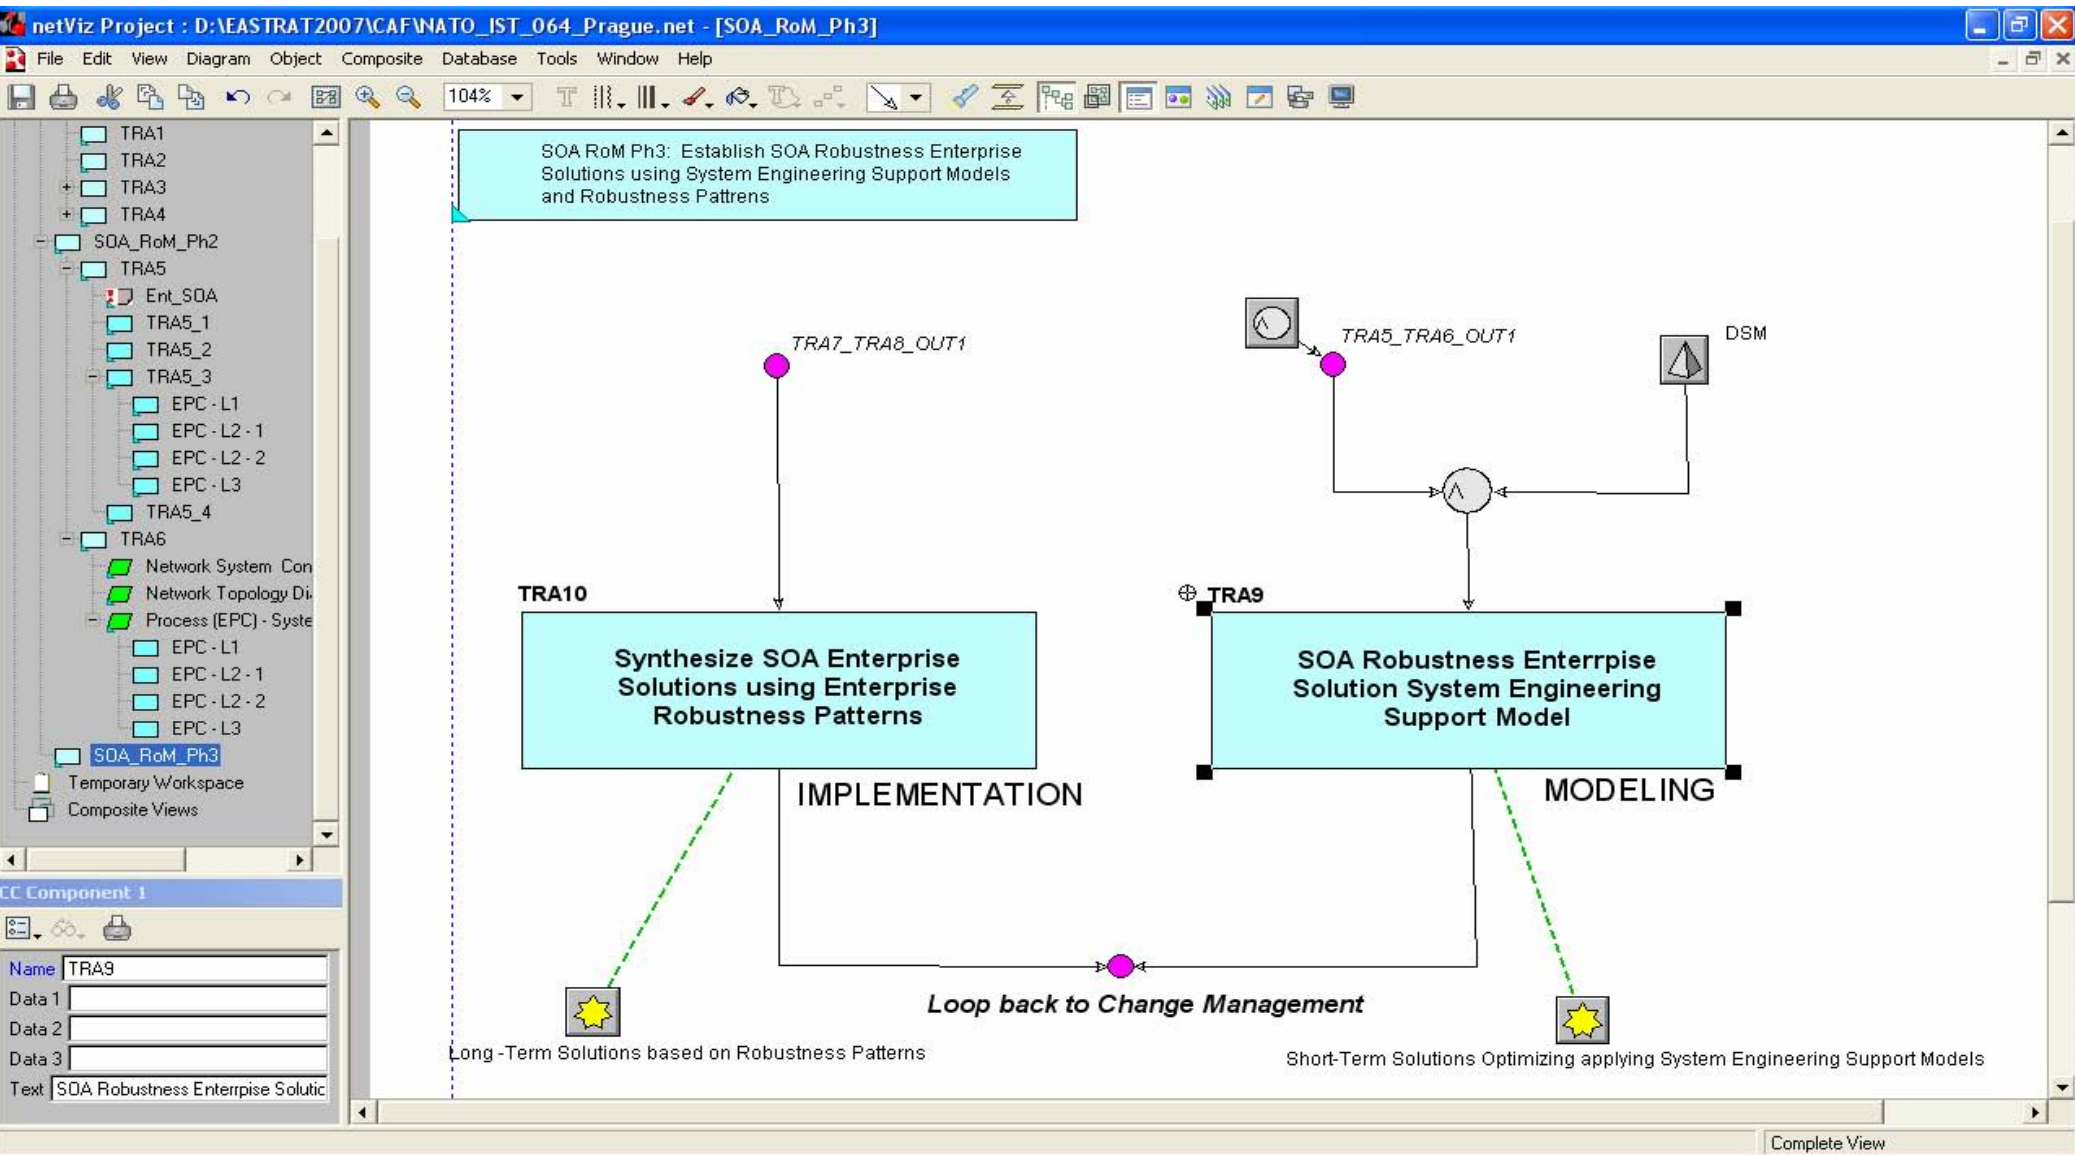 netViz Project : D:\EASTRAT2007\CAF\NATO_IST_064_Prague.net - [SOA_RoM_Ph3]
File Edit View Diagram Object Composite Database Tools Window Help
104%
TRA1
TRA2
TRA3
TRA4
SOA_RoM_Ph2
TRA5
Ent_SOA
TRA5_1
TRA5_2
TRA5_3
EPC - L1
EPC - L2 - 1
EPC - L2 - 2
EPC - L3
TRA5_4
TRA6
Network System Con
Network Topology Di
Process (EPC) - Syste
EPC - L1
EPC - L2 - 1
EPC - L2 - 2
EPC - L3
SOA_RoM_Ph3
Temporary Workspace
Composite Views
CC Component 1
Name TRA9
Data 1
Data 2
Data 3
Text SOA Robustness Enterrpise Solutic
SOA RoM Ph3: Establish SOA Robustness Enterprise
Solutions using System Engineering Support Models
and Robustness Pattrens
TRA7_TRA8_OUT1
TRA5_TRA6_OUT1
DSM
TRA10
Synthesize SOA Enterprise
Solutions using Enterprise
Robustness Patterns
IMPLEMENTATION
TRA9
SOA Robustness Enterrpise
Solution System Engineering
Support Model
MODELING
Loop back to Change Management
Long -Term Solutions based on Robustness Patterns
Short-Term Solutions Optimizing applying System Engineering Support Models
Complete View